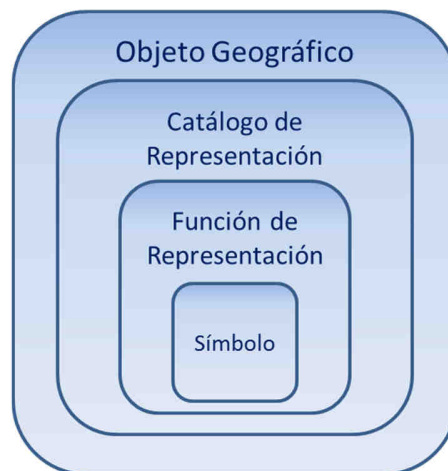 Objeto Geográfico
Catálogo de
Representación
Función de
Representación
Símbolo